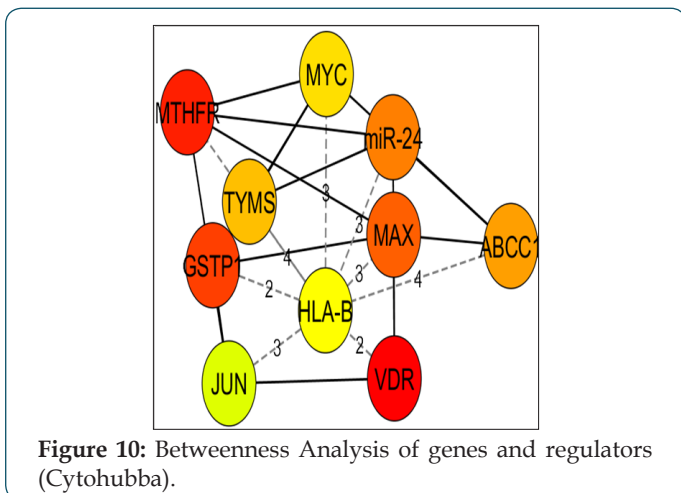 MYC
MTHFR
miR-24
3
TYMS
3
MAX
ABCC1
4
GSTP1
3
4
2
HLA-B
3
2
JUN
VDR
Figure 10: Betweenness Analysis of genes and regulators
(Cytohubba).